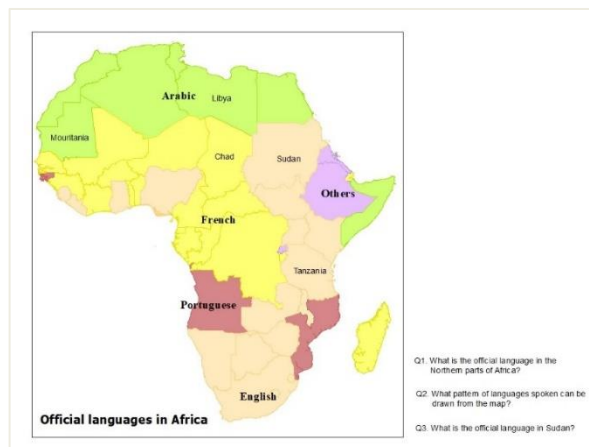 Arabic
Libya
Mouritania
Chad
Sudan
Others
French
Tanzania
Portuguese
English
Official languages in Africa
Q1. What is the official language in the
Northern parts of Africa?
Q2. What pattern of languages spoken can be
drawn from the map?
Q3. What is the official language in Sudan?